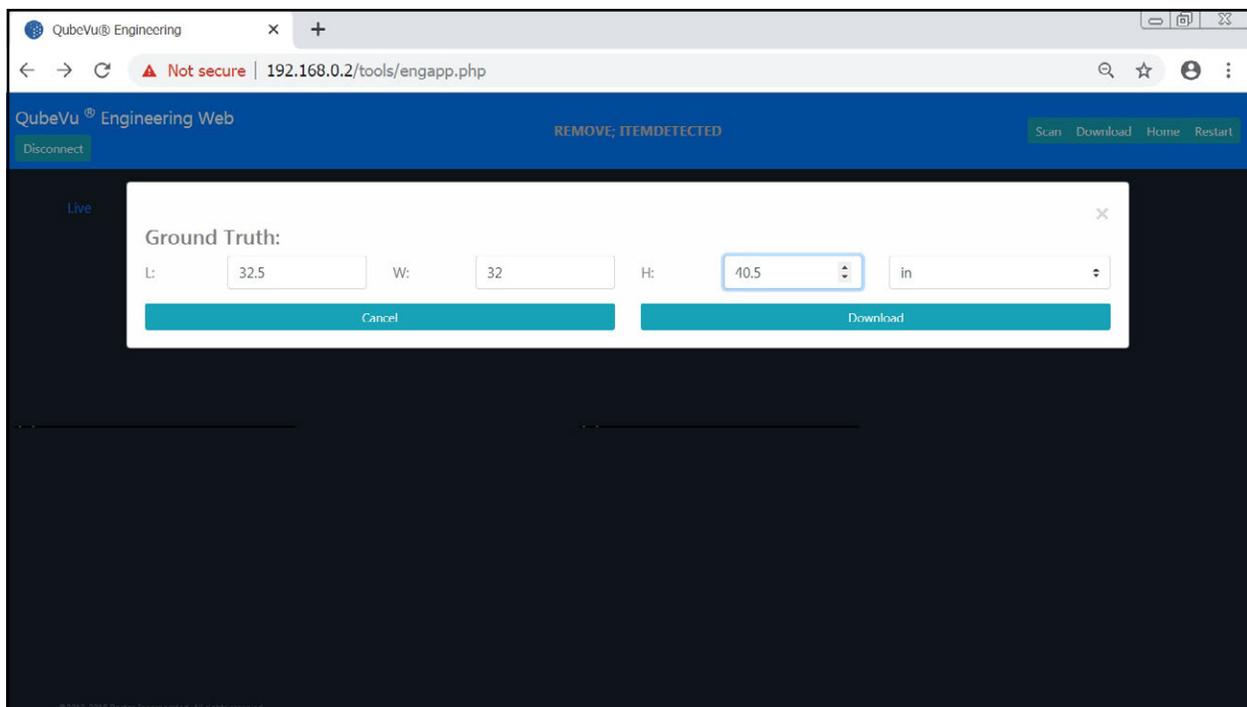 QubeVu® Engineering
Not secure | 192.168.0.2/tools/engapp.php
QubeVu ® Engineering Web
REMOVE; ITEMDETECTED
Scan Download Home Restart
Disconnect
Live
Ground Truth:
L: 32.5 W: 32 H: 40.5 in
Cancel Download